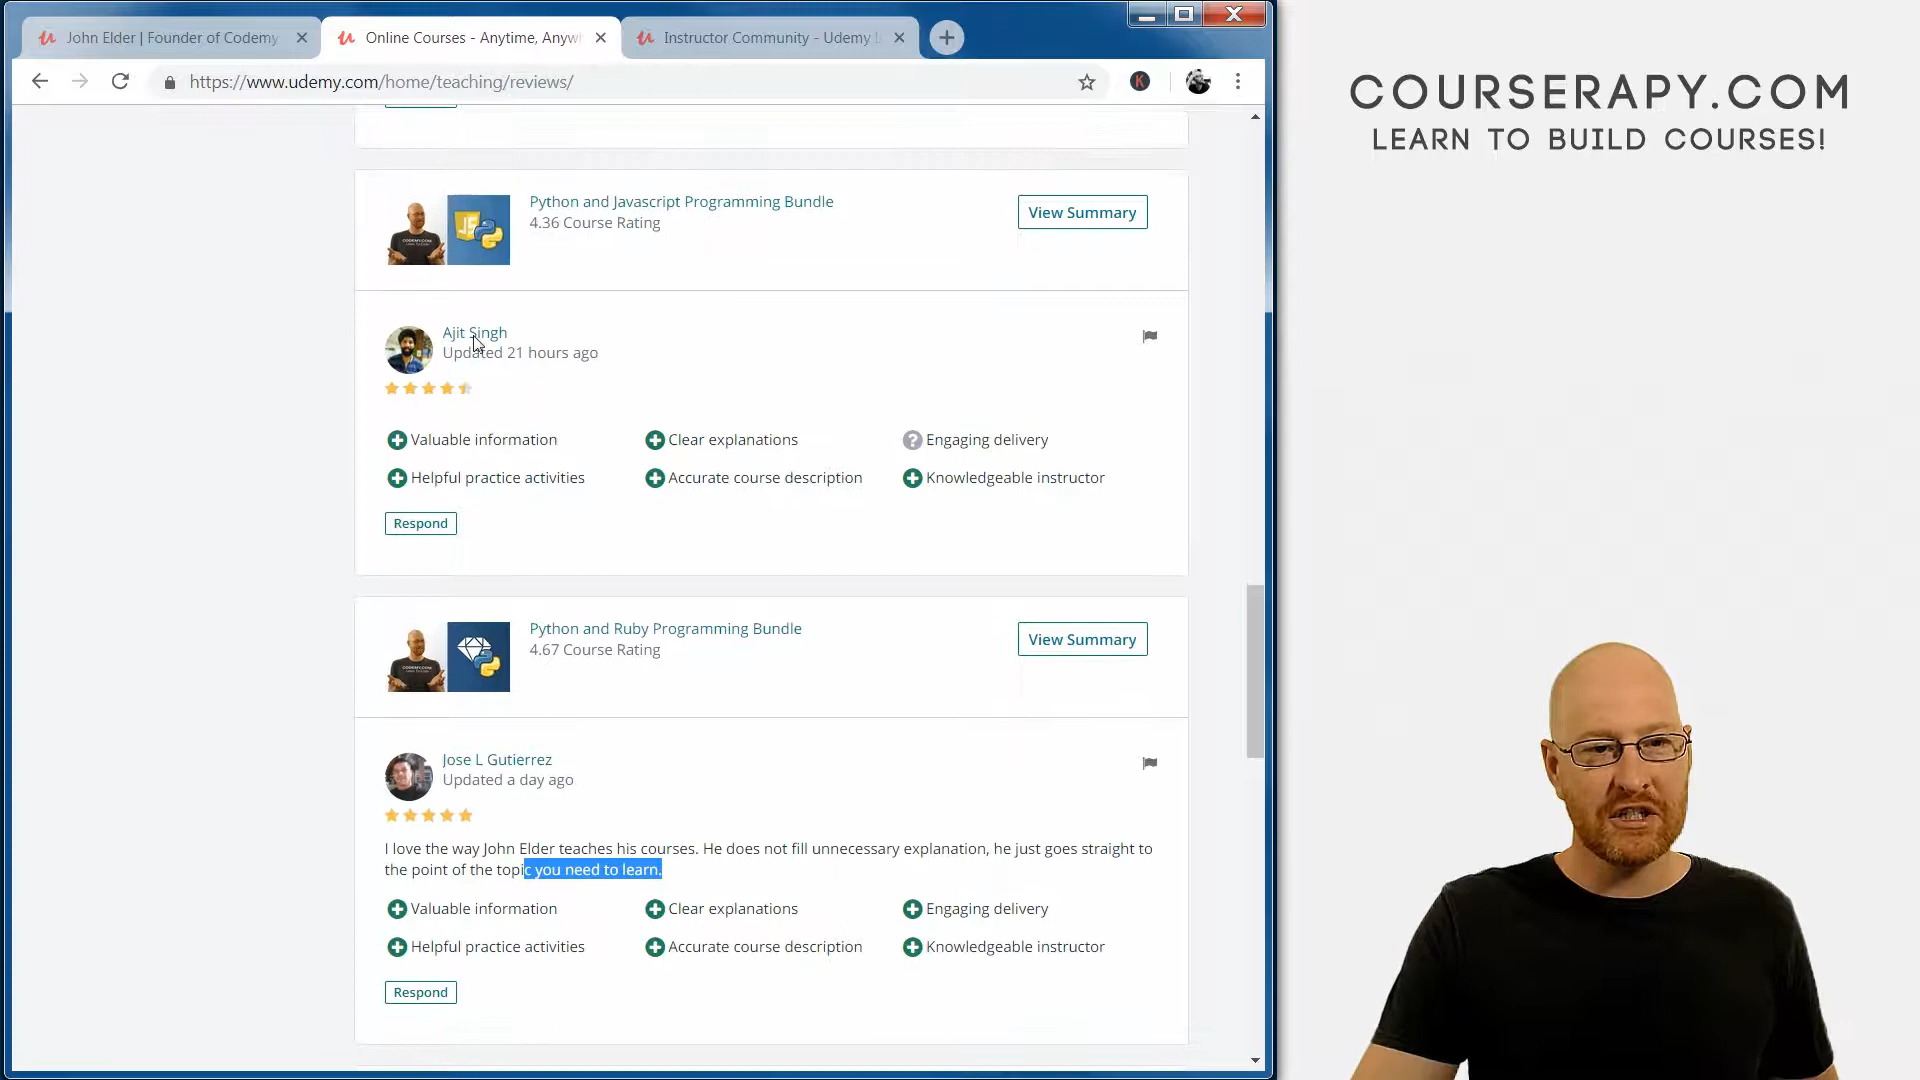 John Elder | Founder of Codemy
Online Courses - Anytime, Anyw
Instructor Community - Udemy I
https://www.udemy.com/home/teaching/reviews/
K
COURSERAPY.COM
LEARN TO BUILD COURSES!
Python and Javascript Programming Bundle
4.36 Course Rating
View Summary
JS
Ajit Singh
Updated 21 hours ago
Valuable information
Clear explanations
Engaging delivery
Helpful practice activities
Accurate course description
Knowledgeable instructor
Respond
Python and Ruby Programming Bundle
4.67 Course Rating
View Summary
Jose L Gutierrez
Updated a day ago
I love the way John Elder teaches his courses. He does not fill unnecessary explanation, he just goes straight to
the point of the topic you need to learn.
Valuable information
Clear explanations
Engaging delivery
Helpful practice activities
Accurate course description
Knowledgeable instructor
Respond